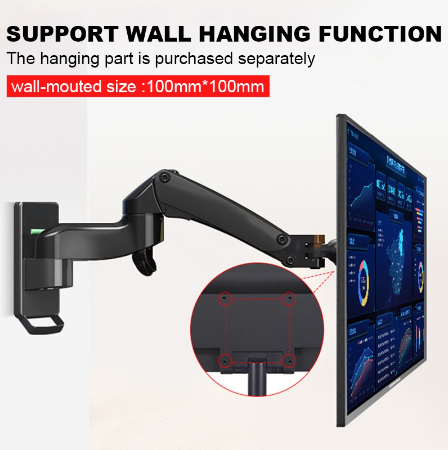 SUPPORT WALL HANGING FUNCTION
The hanging part is purchased separately
wall-mouted size :100mm*100mm